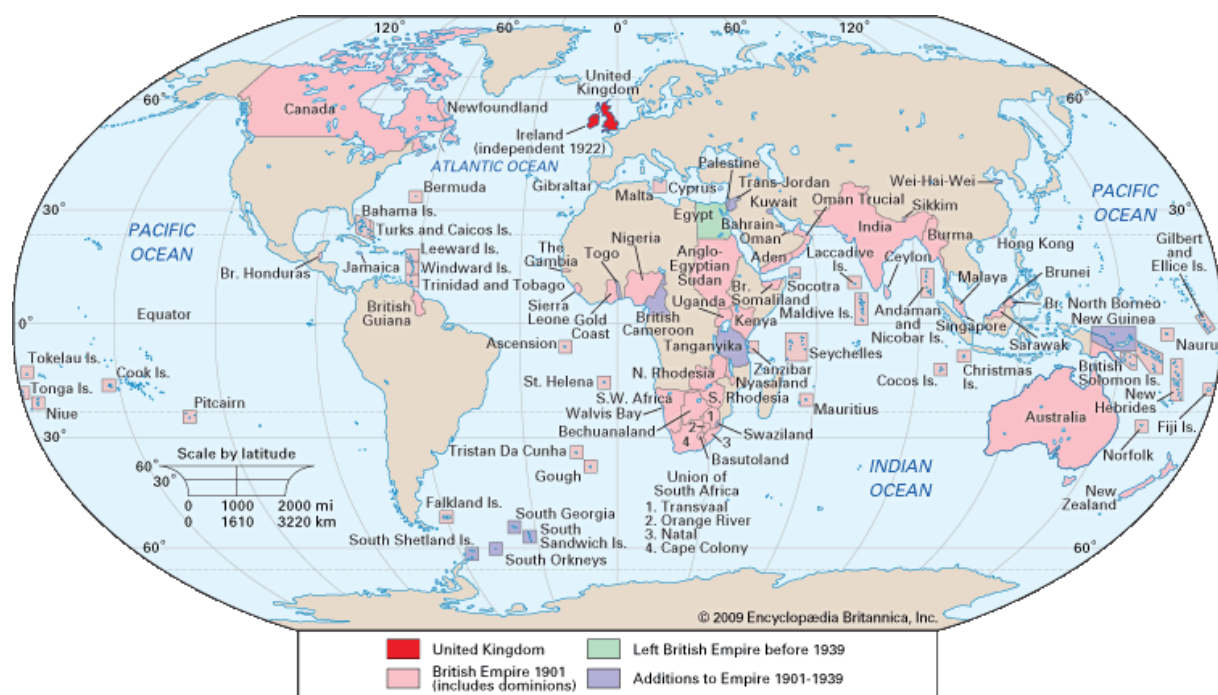 120°
60°
0
60°
120°
United
Kingdom
60°
60°
Canada
Newfoundland
Ireland
(independent 1922)
ATLANTIC OCEAN
Palestine
Wei-Hai-Wei
Bermuda
Gibraltar
Malta
Cyprus
Trans-Jordan
Kuwait
Oman Trucial
Sikkim
PACIFIC
OCEAN
30°
30°
Bahama Is.
Turks and Caicos Is.
Egypt
Bahrain
Oman
India
Burma
PACIFIC
OCEAN
Nigeria
Hong Kong
Gilbert
and
Ellice Is.
Leeward Is.
The
Gambia
Togo
Anglo-
Egyptian
Sudan
Aden
Laccadive
Is.
Ceylon
Br. Honduras
Jamaica
Windward Is.
Trinidad and Tobago
Br.
Somaliland
Socotra
Malaya
Brunei
British
Guiana
Sierra
Leone
Gold
Coast
Uganda
Maldive Is.
Andaman
and
Nicobar Is.
Br. North Borneo
New Guinea
Equator
0°
0°
British
Cameroon
Kenya
Singapore
Sarawak
Ascension
Tanganyika
Seychelles
Nauru
Tokelau Is.
Cook Is.
Zanzibar
Cocos Is.
Christmas
Is.
British
Solomon Is.
Tonga Is.
St. Helena
N. Rhodesia
Nyasaland
New
Hebrides
Niue
Pitcairn
S.W. Africa
S. Rhodesia
Mauritius
Walvis Bay
Australia
Fiji Is.
Bechuanaland
1
2
Swaziland
30°
30°
4
3
Norfolk
Scale by latitude
Tristan Da Cunha
Basutoland
60°
30°
Gough
INDIAN
OCEAN
0 1000 2000 mi
0 1610 3220 km
Union of
South Africa
1. Transvaal
2. Orange River
3. Natal
4. Cape Colony
New
Zealand
Falkland Is.
South Georgia
South
Sandwich Is.
South Shetland Is.
South Orkneys
60°
60°
© 2009 Encyclopædia Britannica, Inc.
United Kingdom
Left British Empire before 1939
British Empire 1901
(includes dominions)
Additions to Empire 1901-1939